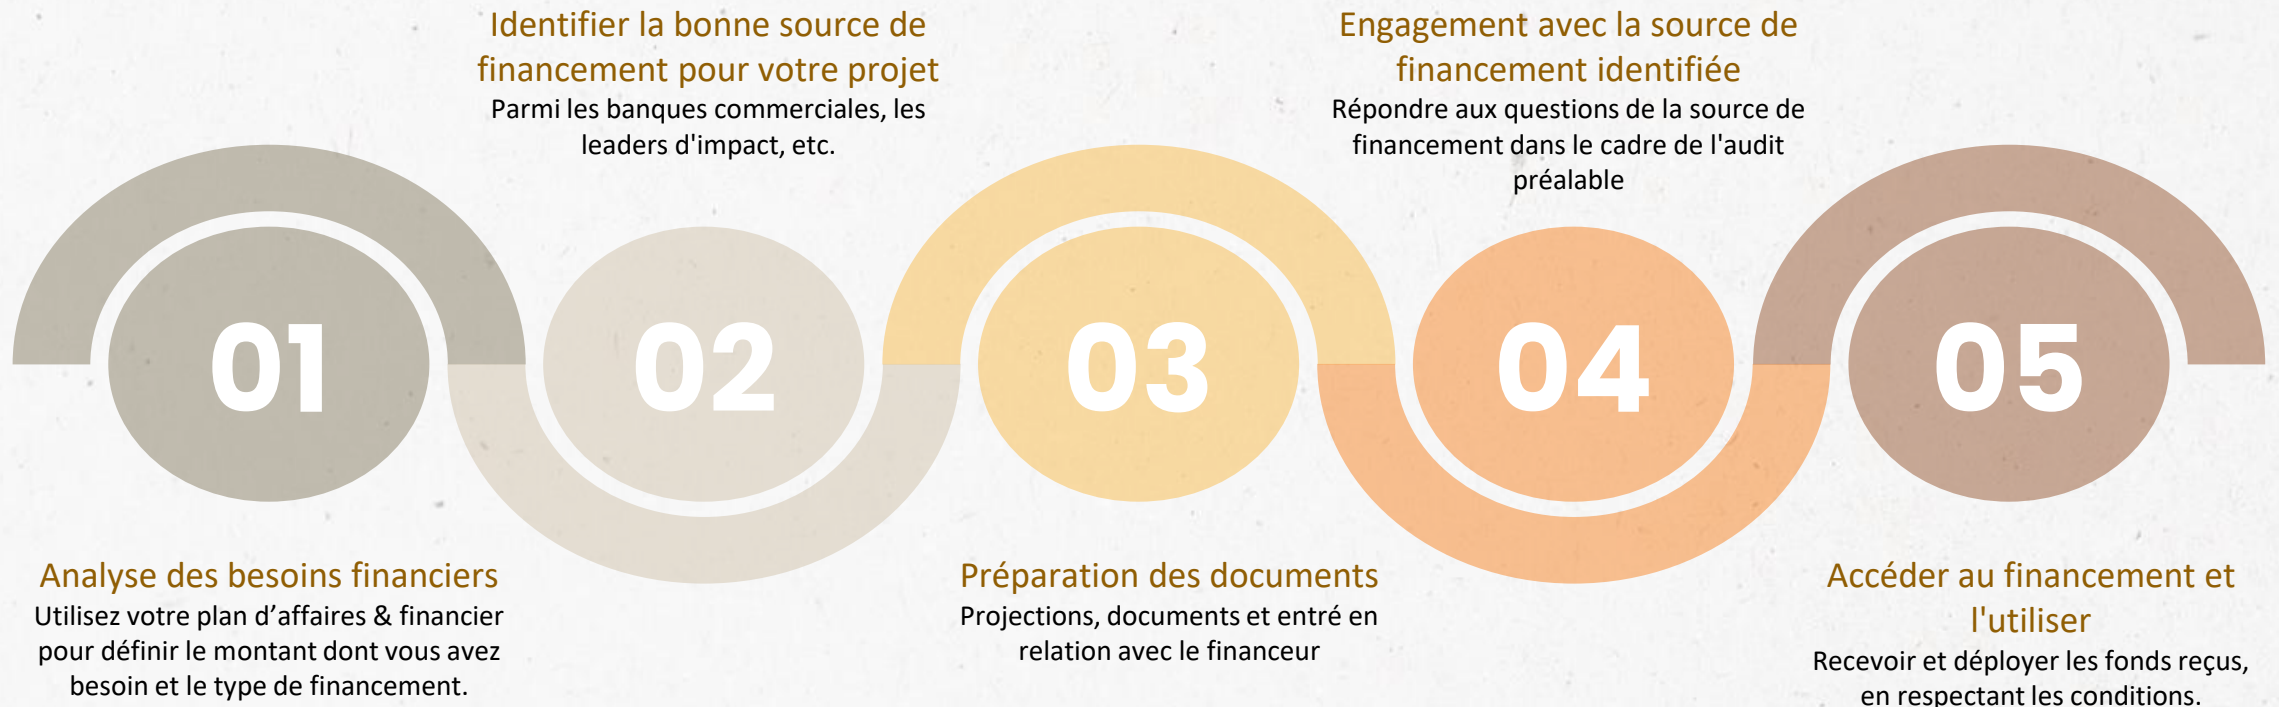 01
Analyse des besoins financiers
Utilisez votre plan d’affaires & financier
pour définir le montant dont vous avez
besoin et le type de financement.
Identifier la bonne source de
financement pour votre projet
Parmi les banques commerciales, les
leaders d'impact, etc.
02
03
Préparation des documents
Projections, documents et entré en
relation avec le financeur
Engagement avec la source de
financement identifiée
Répondre aux questions de la source de
financement dans le cadre de l'audit
préalable
04
05
Accéder au financement et
l'utiliser
Recevoir et déployer les fonds reçus,
en respectant les conditions.